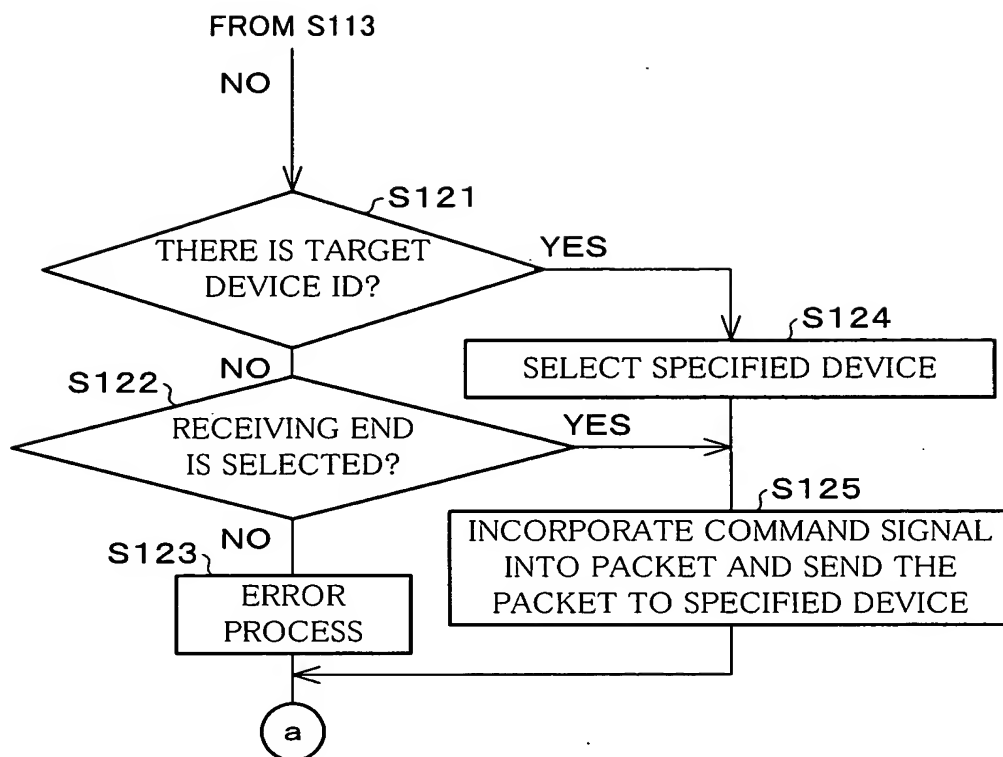 FROM S113
NO
S121
THERE IS TARGET
DEVICE ID?
YES
S124
SELECT SPECIFIED DEVICE
NO
S122
RECEIVING END
IS SELECTED?
YES
S125
INCORPORATE COMMAND SIGNAL
INTO PACKET AND SEND THE
PACKET TO SPECIFIED DEVICE
NO
S123
ERROR
PROCESS
a